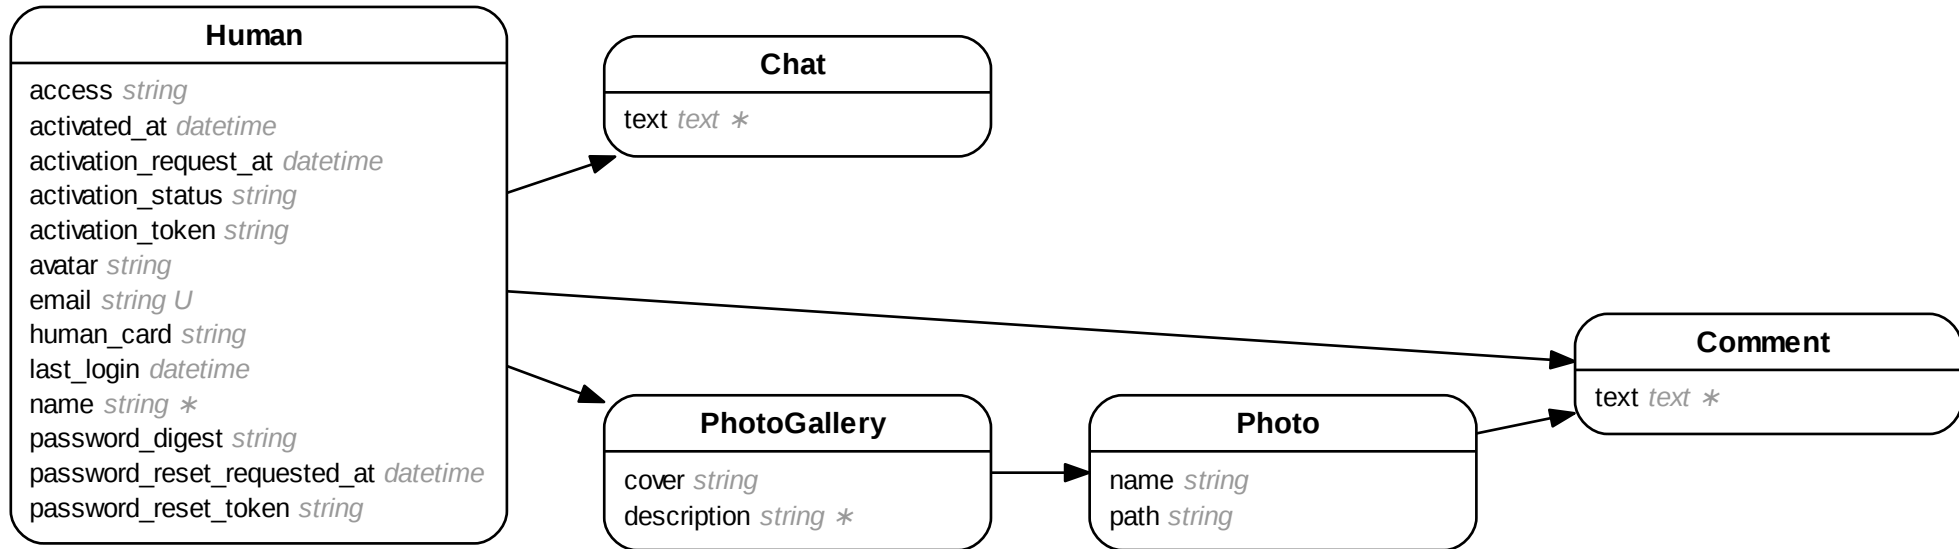 Human
access string
activated_at datetime
activation_request_at datetime
activation_status string
activation_token string
avatar string
email string U
human_card string
last_login datetime
name string ∗
password_digest string
password_reset_requested_at datetime
password_reset_token string
Chat
text text ∗
PhotoGallery
cover string
description string ∗
Photo
name string
path string
Comment
text text ∗